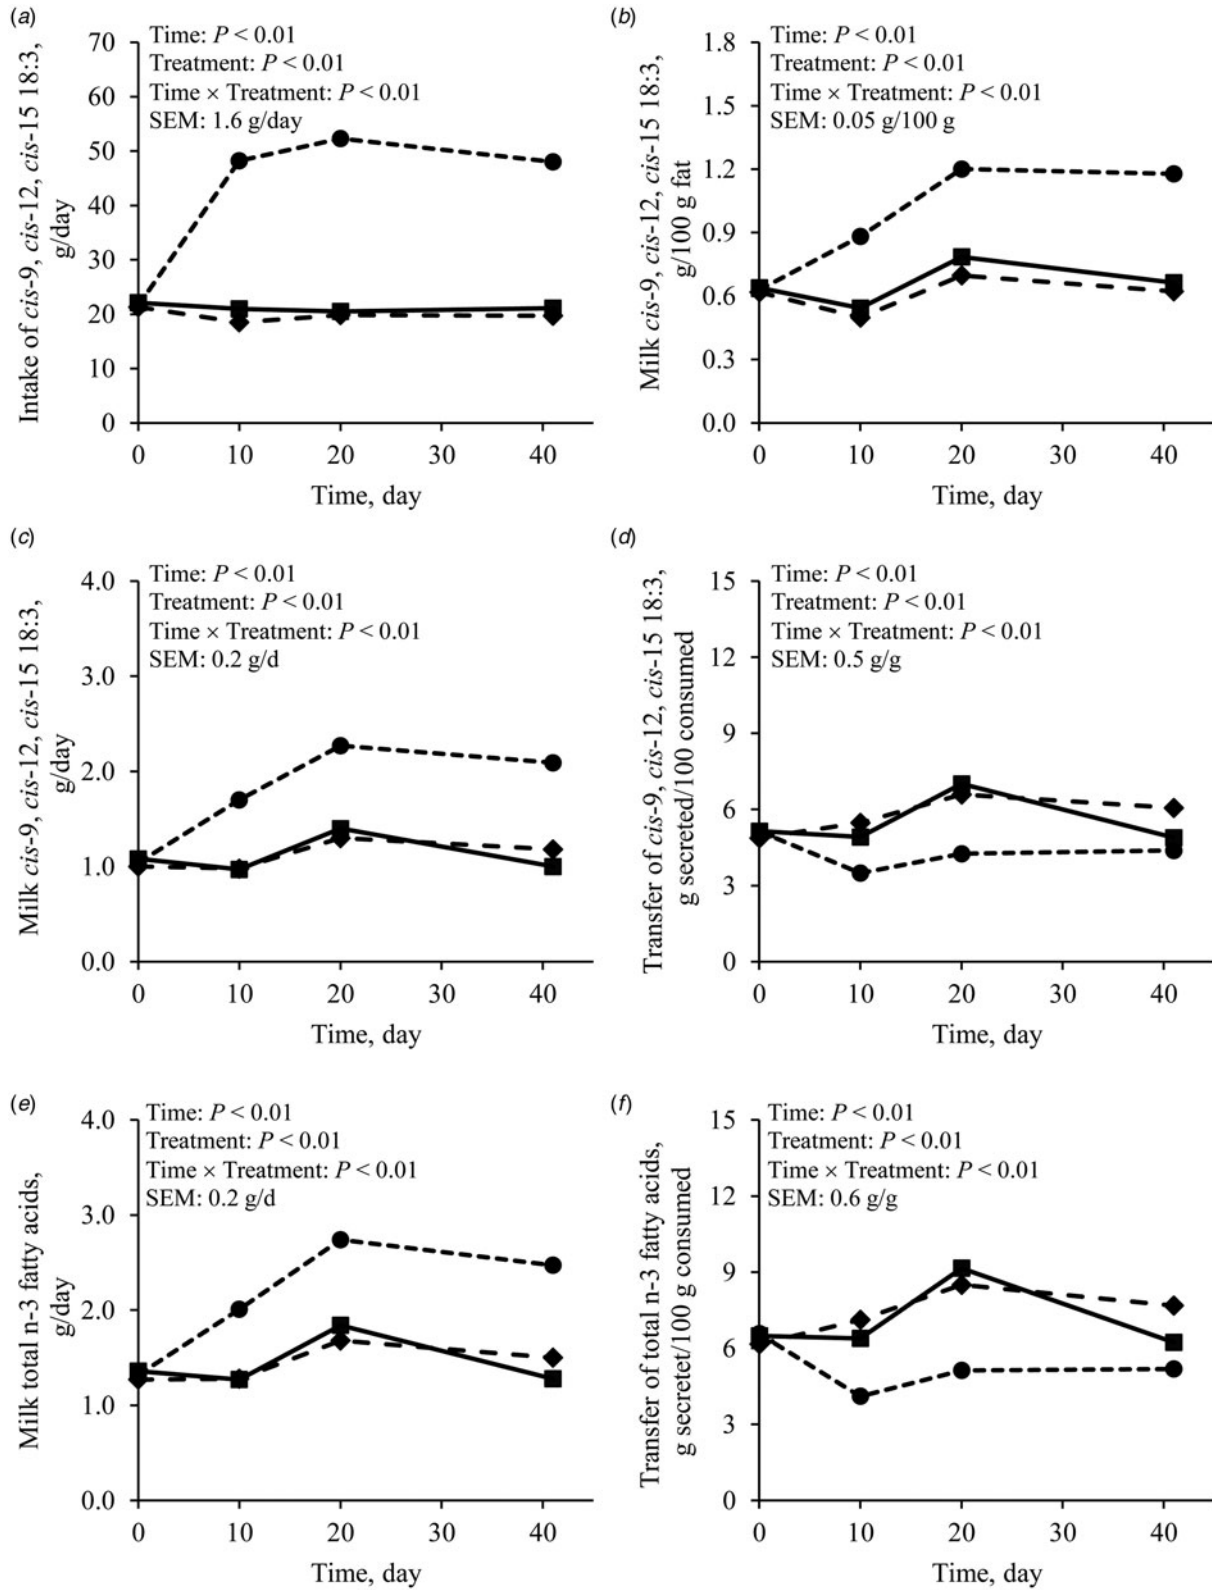 (a)
Time: P < 0.01
Treatment: P < 0.01
Time × Treatment: P < 0.01
SEM: 1.6 g/day
Intake of cis-9, cis-12, cis-15 18:3,
g/day
70
60
50
40
30
20
10
0
0 10 20 30 40
Time, day
(b)
Time: P < 0.01
Treatment: P < 0.01
Time × Treatment: P < 0.01
SEM: 0.05 g/100 g
Milk cis-9, cis-12, cis-15 18:3,
g/100 g fat
1.8
1.5
1.2
0.9
0.6
0.3
0.0
0 10 20 30 40
Time, day
(c)
Time: P < 0.01
Treatment: P < 0.01
Time × Treatment: P < 0.01
SEM: 0.2 g/d
Milk cis-9, cis-12, cis-15 18:3,
g/day
4.0
3.0
2.0
1.0
0.0
0 10 20 30 40
Time, day
(d)
Time: P < 0.01
Treatment: P < 0.01
Time × Treatment: P < 0.01
SEM: 0.5 g/g
Transfer of cis-9, cis-12, cis-15 18:3,
g secreted/100 consumed
15
12
9
6
3
0
0 10 20 30 40
Time, day
(e)
Time: P < 0.01
Treatment: P < 0.01
Time × Treatment: P < 0.01
SEM: 0.2 g/d
Milk total n-3 fatty acids,
g/day
4.0
3.0
2.0
1.0
0.0
0 10 20 30 40
Time, day
(f)
Time: P < 0.01
Treatment: P < 0.01
Time × Treatment: P < 0.01
SEM: 0.6 g/g
Transfer of total n-3 fatty acids,
g secretet/100 g consumed
15
12
9
6
3
0
0 10 20 30 40
Time, day